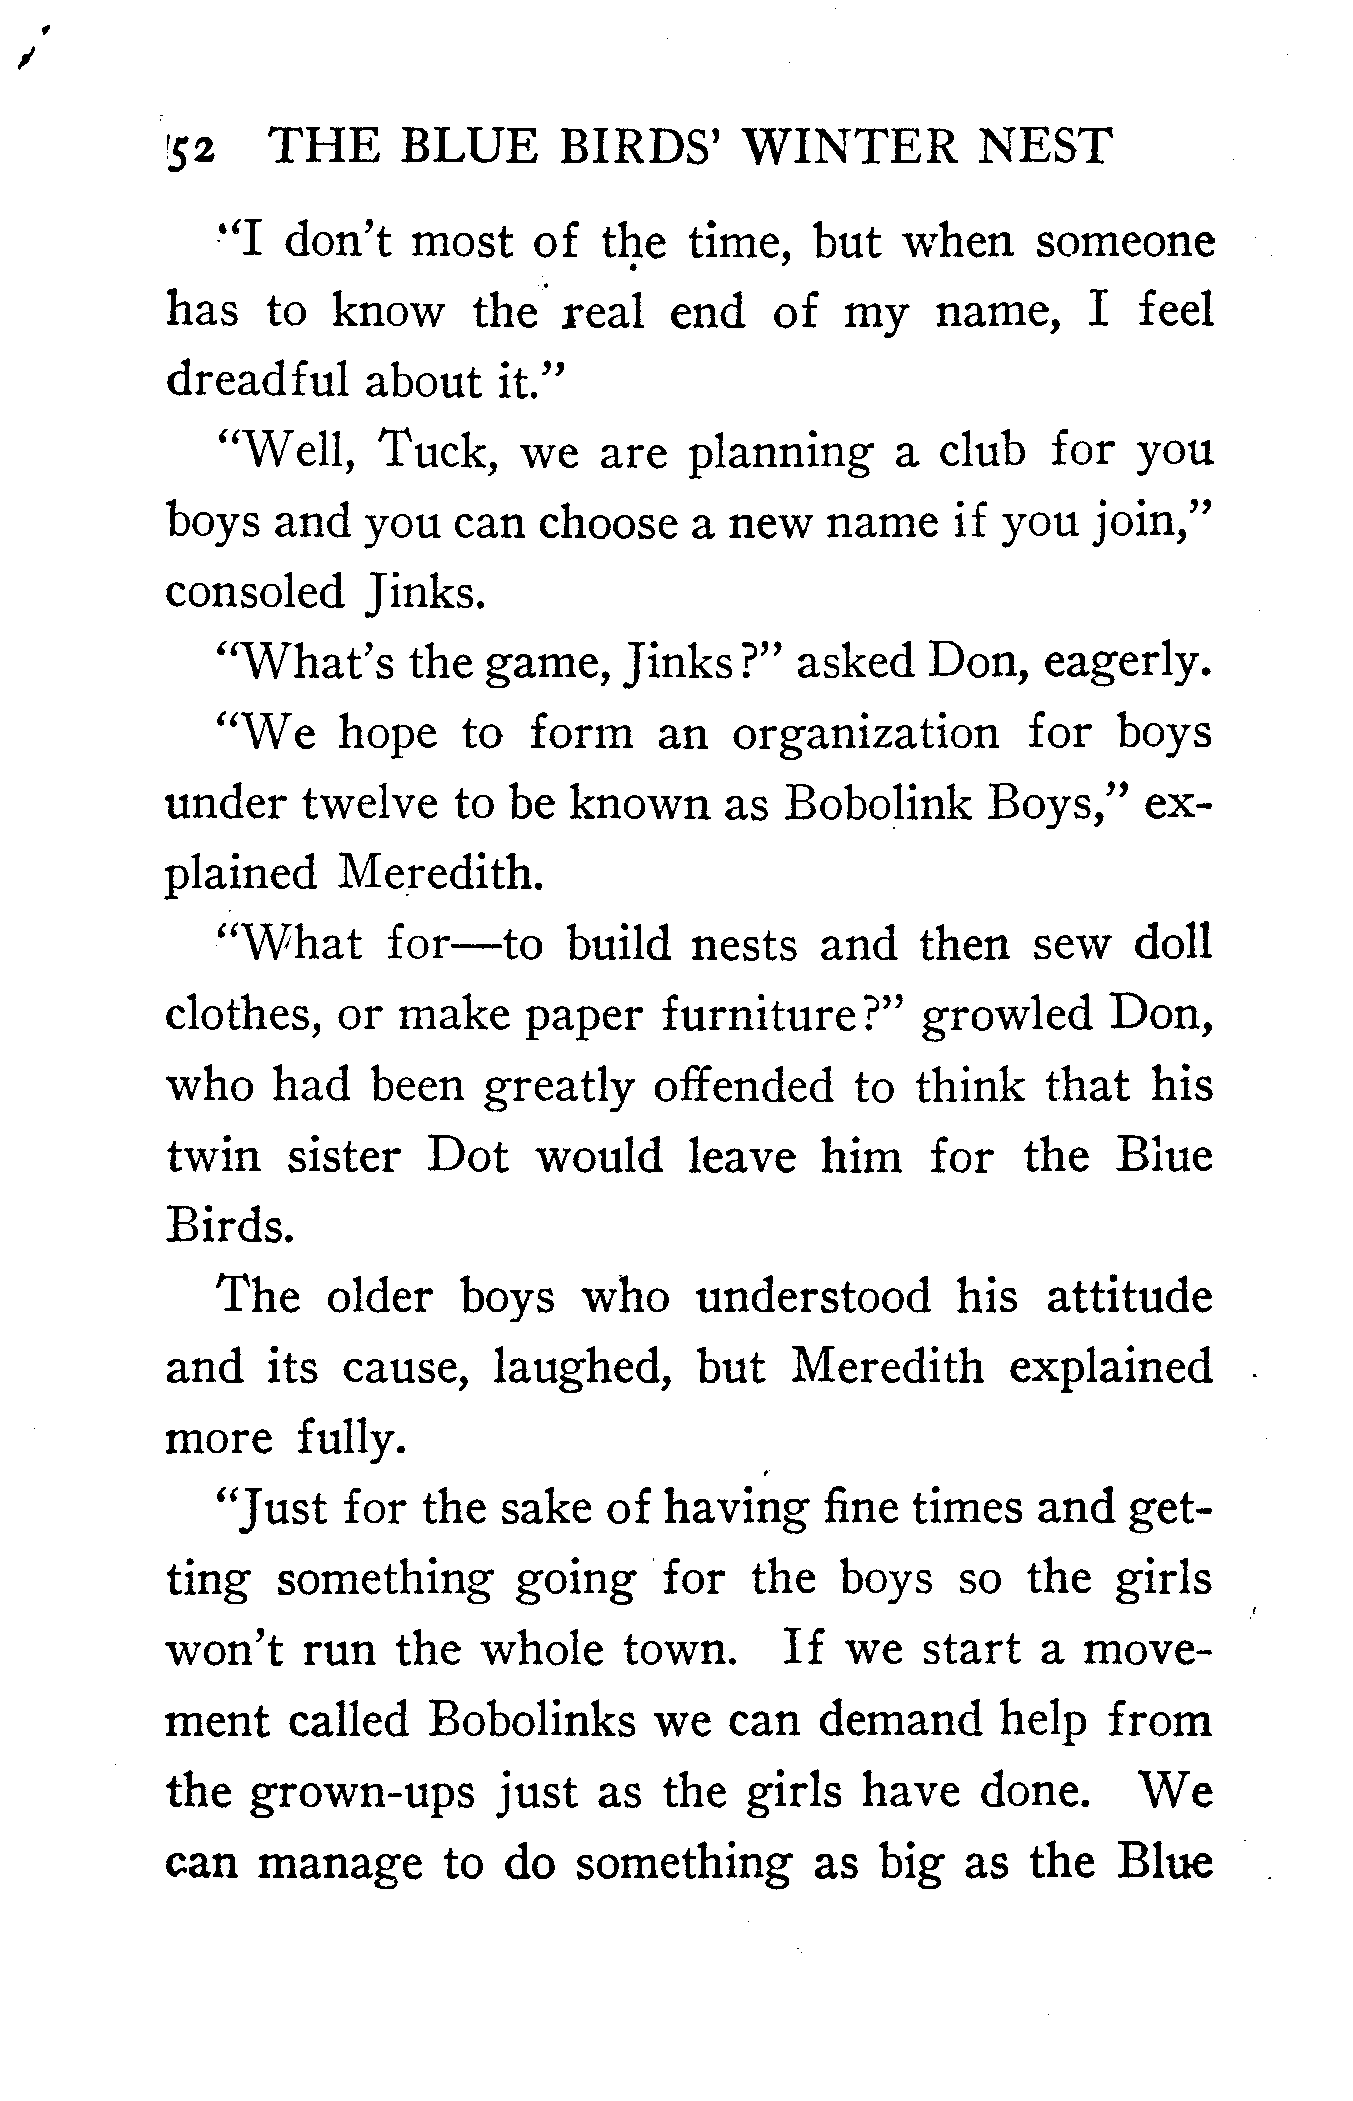 52 THE BLUE BIRDS' WINTER NEST
"I don't most of the time, but when someone
has to know the real end of my name, I feel
dreadful about it."
"Well, Tuck, we are planning a club for you
boys and you can choose a new name if you join,"
consoled Jinks.
"What's the game, Jinks?" asked Don, eagerly.
"We hope to form an organization for boys
under twelve to be known as Bobolink Boys," ex-
plained Meredith.
"What for—to build nests and then sew doll
clothes, or make paper furniture?" growled Don,
who had been greatly offended to think that his
twin sister Dot would leave him for the Blue
Birds.
The older boys who understood his attitude
and its cause, laughed, but Meredith explained
more fully.
"Just for the sake of having fine times and get-
ting something going for the boys so the girls
won't run the whole town. If we start a move-
ment called Bobolinks we can demand help from
the grown-ups just as the girls have done. We
can manage to do something as big as the Blue